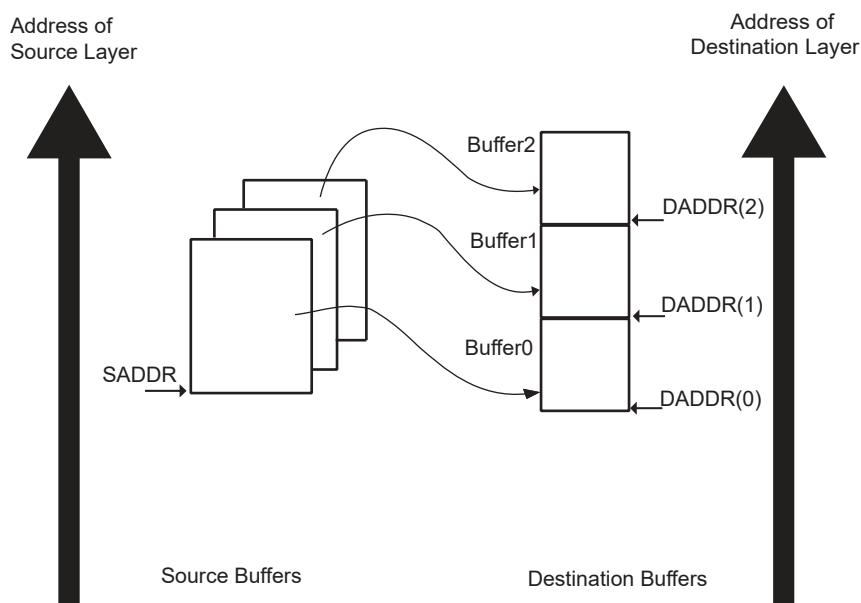 Address of
Source Layer
Address of
Destination Layer
Buffer2
DADDR(2)
Buffer1
DADDR(1)
Buffer0
SADDR
DADDR(0)
Source Buffers
Destination Buffers